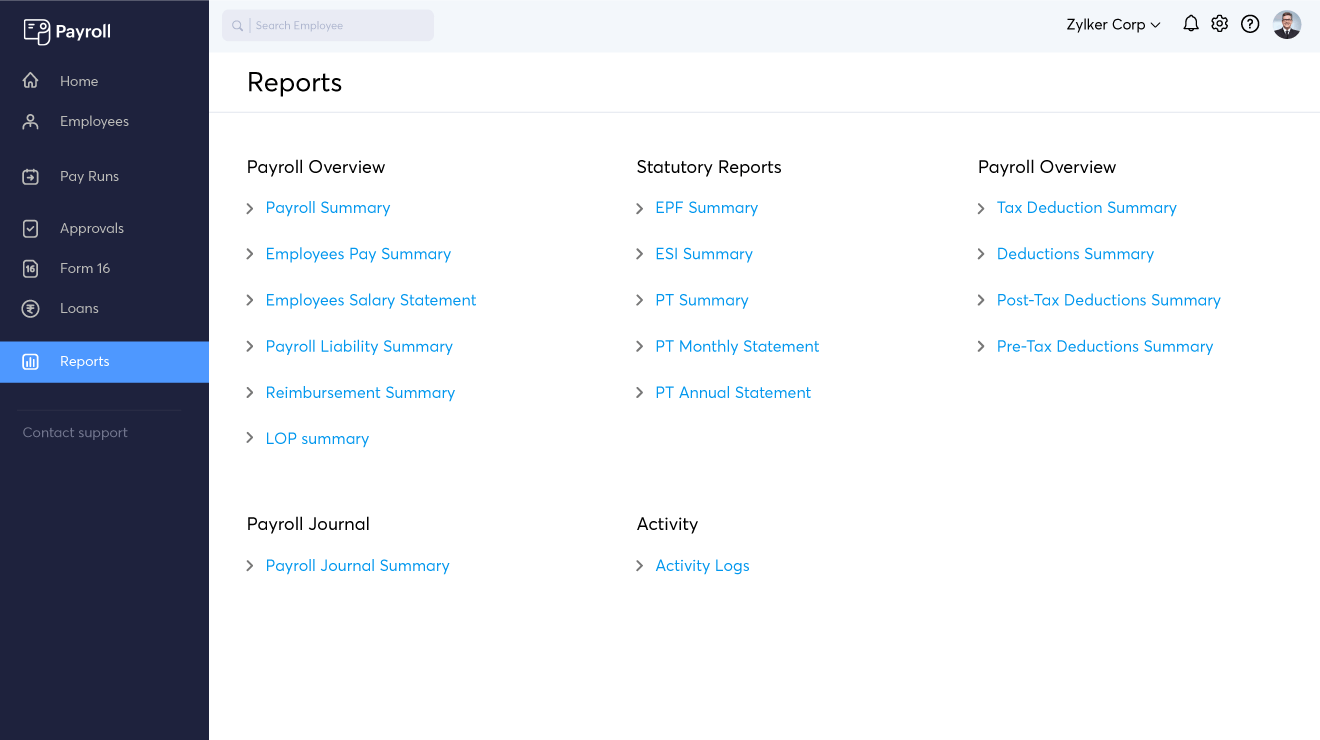 Payroll
Home
Employees
Pay Runs
Approvals
16 Form 16
Loans
Reports
Contact support
Search Employee
Zylker Corp
Reports
Payroll Overview
Payroll Summary
Employees Pay Summary
Employees Salary Statement
Payroll Liability Summary
Reimbursement Summary
LOP summary
Statutory Reports
EPF Summary
ESI Summary
PT Summary
PT Monthly Statement
PT Annual Statement
Payroll Overview
Tax Deduction Summary
Deductions Summary
Post-Tax Deductions Summary
Pre-Tax Deductions Summary
Payroll Journal
Payroll Journal Summary
Activity
Activity Logs